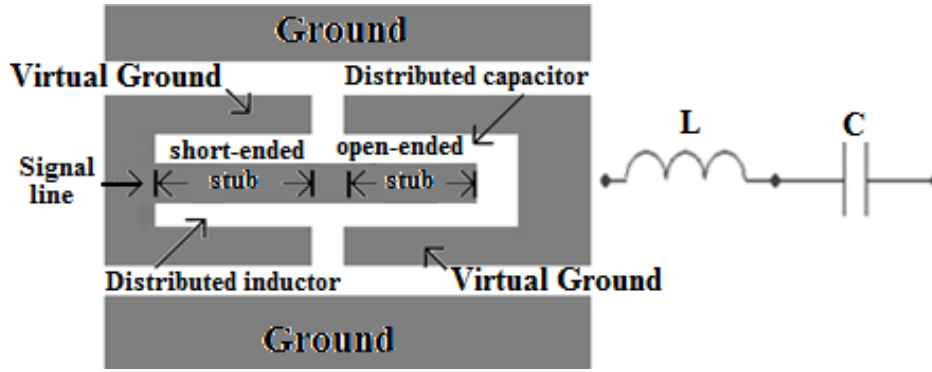 Ground
Virtual Ground
Distributed capacitor
Signal
line
short-ended
stub
open-ended
stub
Distributed inductor
Virtual Ground
Ground
L
C